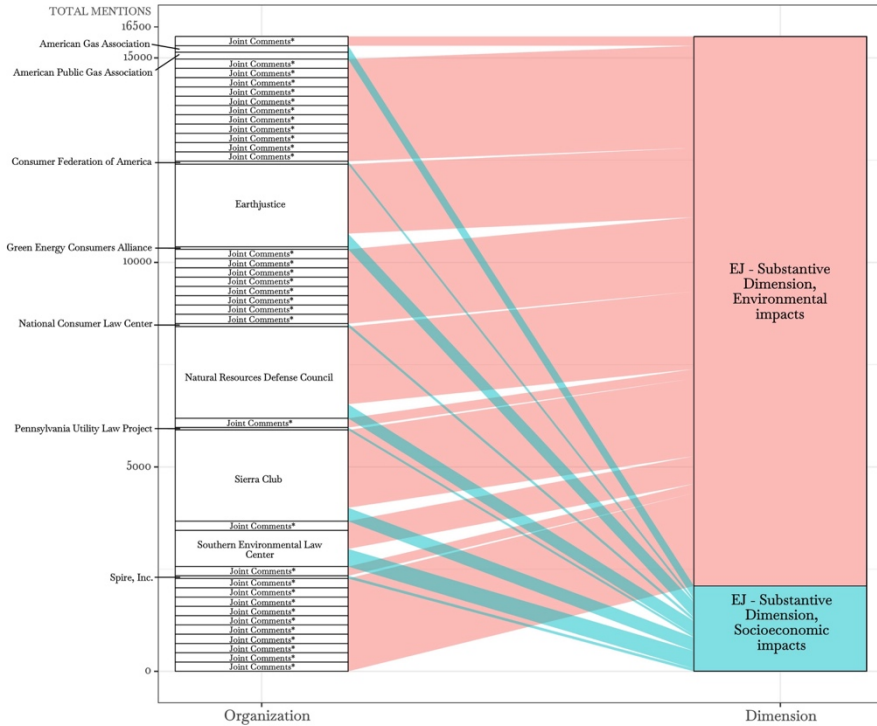 TOTAL MENTIONS
16500
Joint Comments*
American Gas Association
15000
American Public Gas Association
Joint Comments*
Joint Comments*
Joint Comments*
Joint Comments*
Joint Comments*
Joint Comments*
Joint Comments*
Joint Comments*
Joint Comments*
Joint Comments*
Joint Comments*
Consumer Federation of America
Earthjustice
Green Energy Consumers Alliance
Joint Comments*
10000
Joint Comments*
Joint Comments*
Joint Comments*
Joint Comments*
Joint Comments*
Joint Comments*
Joint Comments*
National Consumer Law Center
Natural Resources Defense Council
Joint Comments*
Pennsylvania Utility Law Project
5000
Sierra Club
Joint Comments*
Southern Environmental Law
Center
Joint Comments*
Spire, Inc.
Joint Comments*
Joint Comments*
Joint Comments*
Joint Comments*
Joint Comments*
Joint Comments*
Joint Comments*
Joint Comments*
Joint Comments*
Joint Comments*
0
EJ - Substantive
Dimension,
Environmental
impacts
EJ - Substantive
Dimension,
Socioeconomic
impacts
Organization
Dimension